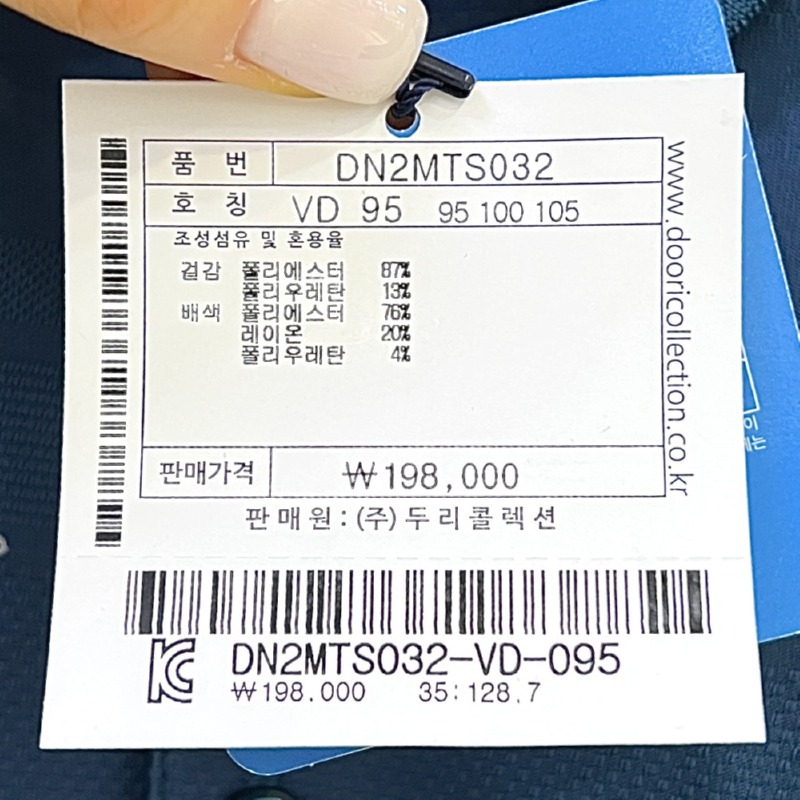 품 번 DN2MTS032
호 칭 VD 95 95 100 105
조성섬유 및 혼용율
겉감 폴리에스터 87%
폴리우레탄 13%
배색 폴리에스터 76%
레이온 20%
폴리우레탄 4%
판매가격 ₩198,000
판매원:(주)두리콜렉션
www.dooricollection.co.kr
KC
DN2MTS032-VD-095
₩198.000 35:128.7